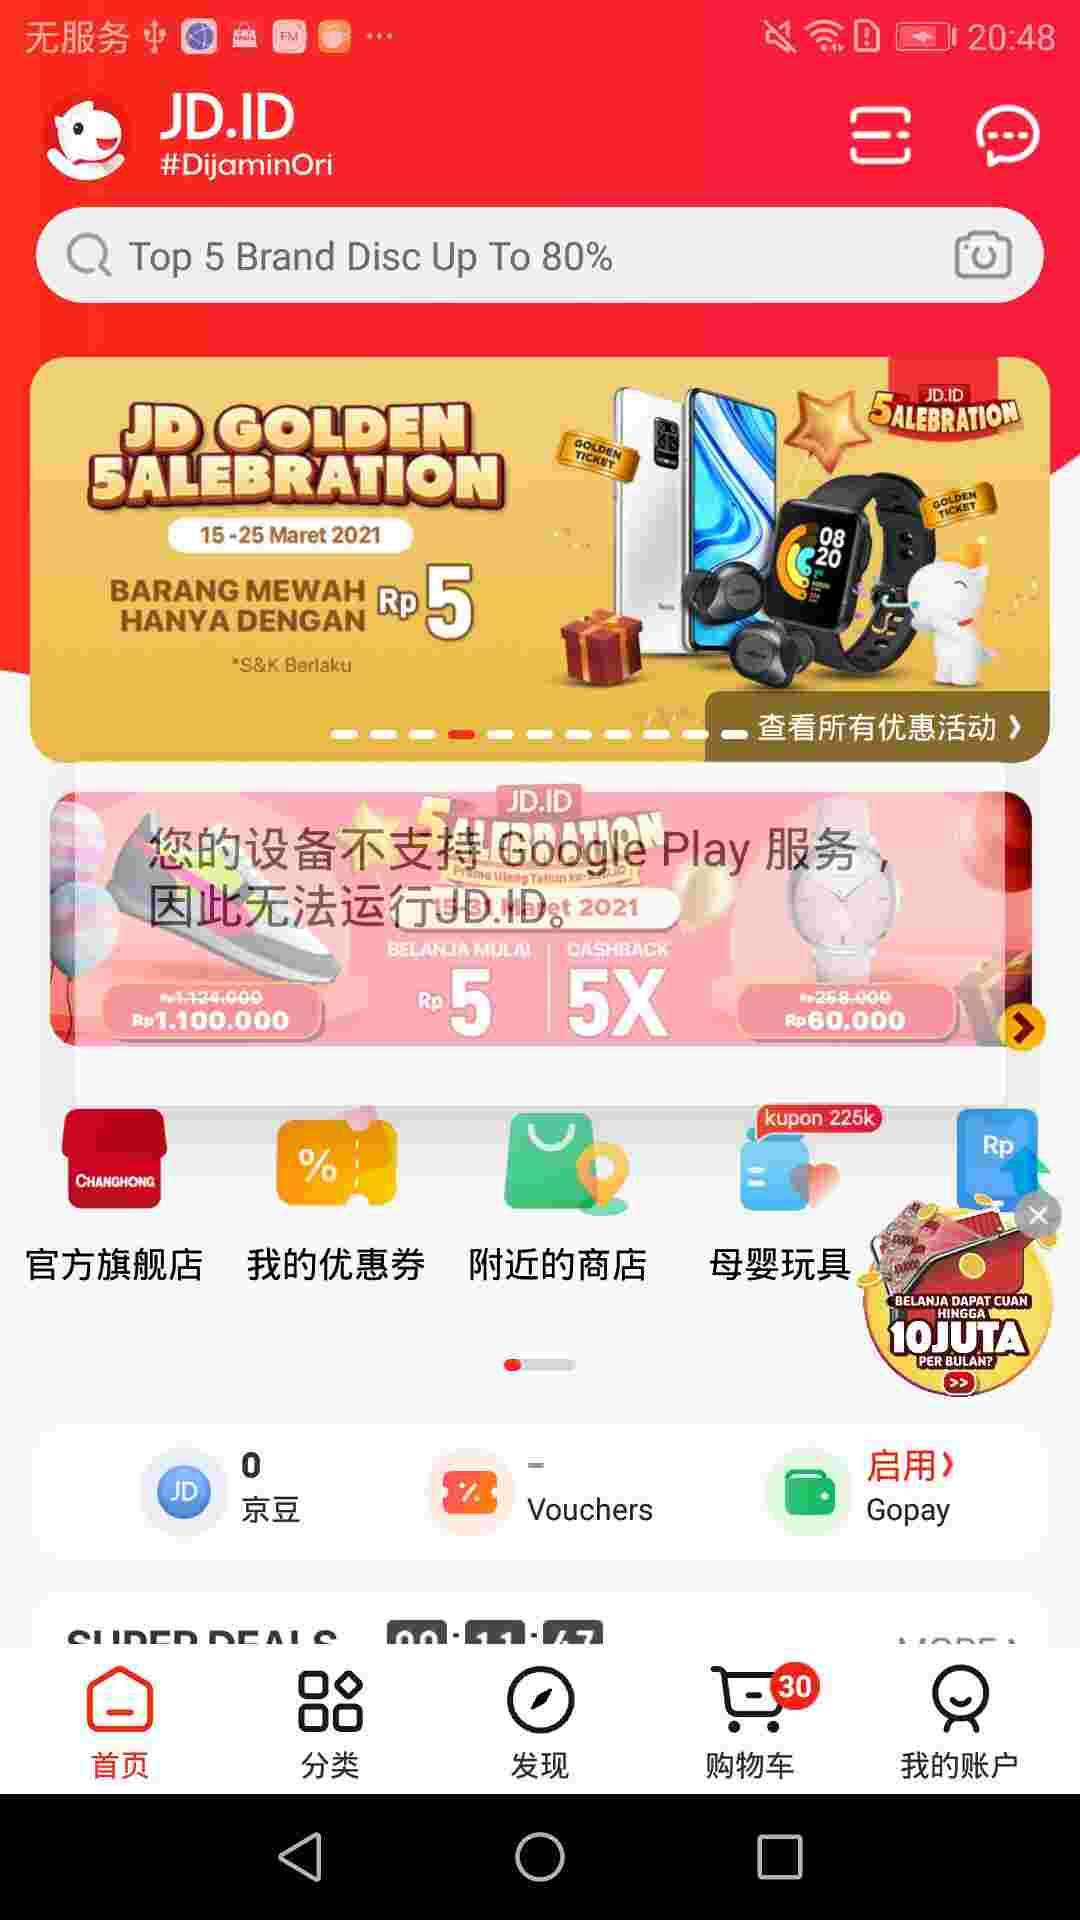 无服务
FM
20:48
JD.ID
#DijaminOri
Top 5 Brand Disc Up To 80%
JD GOLDEN
5ALEBRATION
15 - 25 Maret 2021
BARANG MEWAH
HANYA DENGAN
Rp 5
*S&K Berlaku
GOLDEN
TICKET
JD.ID
5ALEBRATION
GOLDEN
TICKET
08
20
查看所有优惠活动
JD.ID
5ALEBRATION
您的设备不支持 Google Play 服务，
因此无法运行JD.ID。
15-31 Maret 2021
BELANJA MULAI
Rp 5
CASHBACK
5X
Rp1.124.000
Rp1.100.000
Rp268.000
Rp60.000
CHANGHONG
%
kupon 225k
Rp
官方旗舰店
我的优惠券
附近的商店
母婴玩具
BELANJA DAPAT CUAN
HINGGA
10JUTA
PER BULAN?
>>
JD
0
京豆
-
Vouchers
启用
Gopay
SUPER DEALS
00:11:47
MORE
首页
分类
发现
30
购物车
我的账户